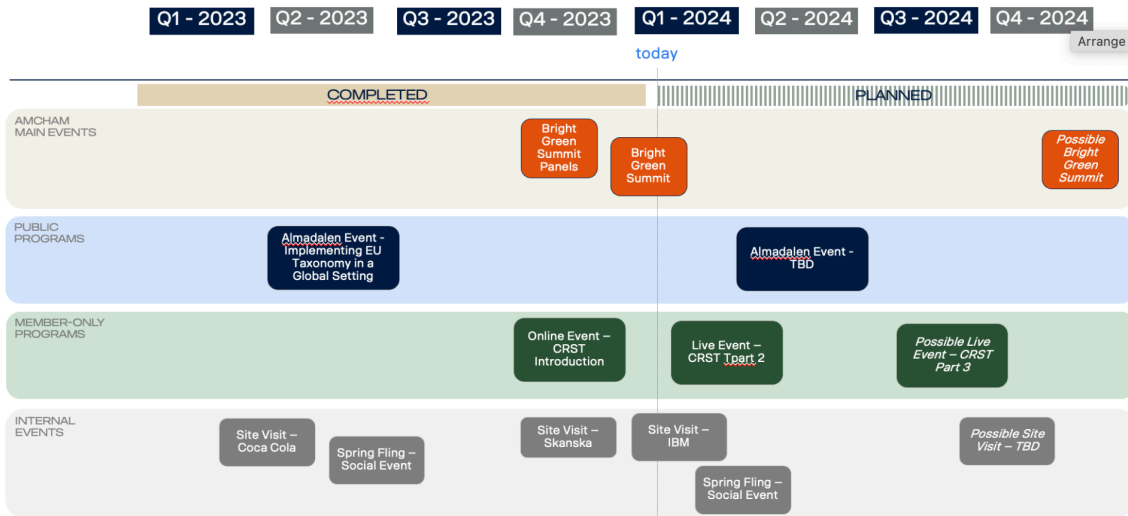 Q1 - 2023
Q2 - 2023
Q3 - 2023
Q4 - 2023
Q1 - 2024
Q2 - 2024
Q3 - 2024
Q4 - 2024
Arrange
today
COMPLETED
PLANNED
AMCHAM
MAIN EVENTS
Bright
Green
Summit
Panels
Bright
Green
Summit
Possible
Bright
Green
Summit
PUBLIC
PROGRAMS
Almadalen Event -
Implementing EU
Taxonomy in a
Global Setting
Almadalen Event -
TBD
MEMBER-ONLY
PROGRAMS
Online Event –
CRST
Introduction
Live Event –
CRST Tpart 2
Possible Live
Event – CRST
Part 3
INTERNAL
EVENTS
Site Visit –
Coca Cola
Spring Fling –
Social Event
Site Visit –
Skanska
Site Visit –
IBM
Spring Fling –
Social Event
Possible Site
Visit – TBD